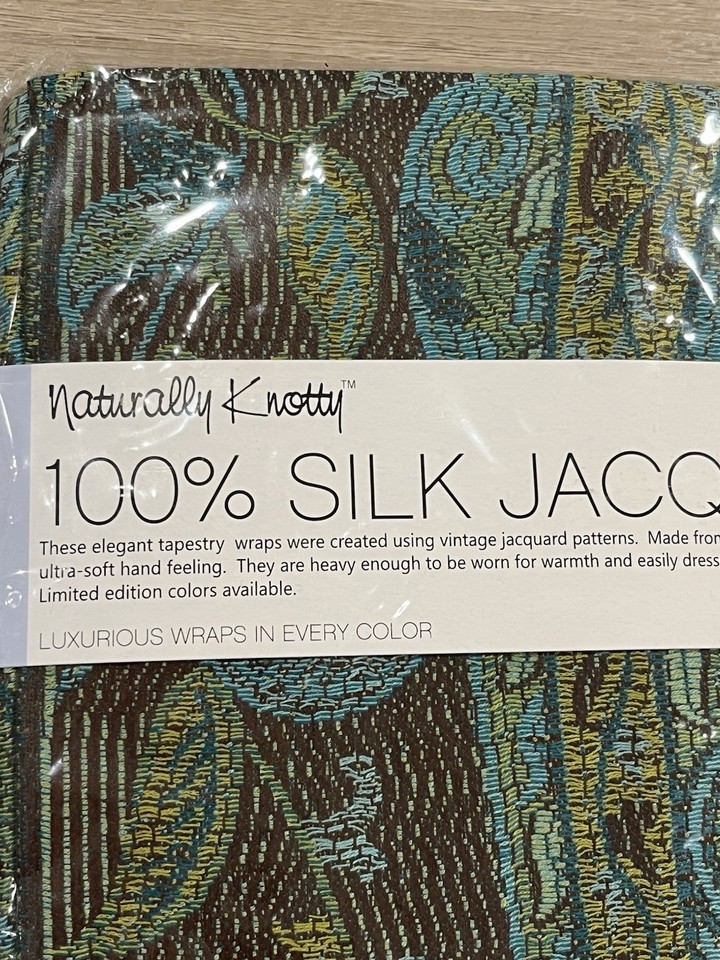 Naturally Knotty™
100% SILK JACQ
These elegant tapestry wraps were created using vintage jacquard patterns. Made from
ultra-soft hand feeling. They are heavy enough to be worn for warmth and easily dress
Limited edition colors available.
LUXURIOUS WRAPS IN EVERY COLOR